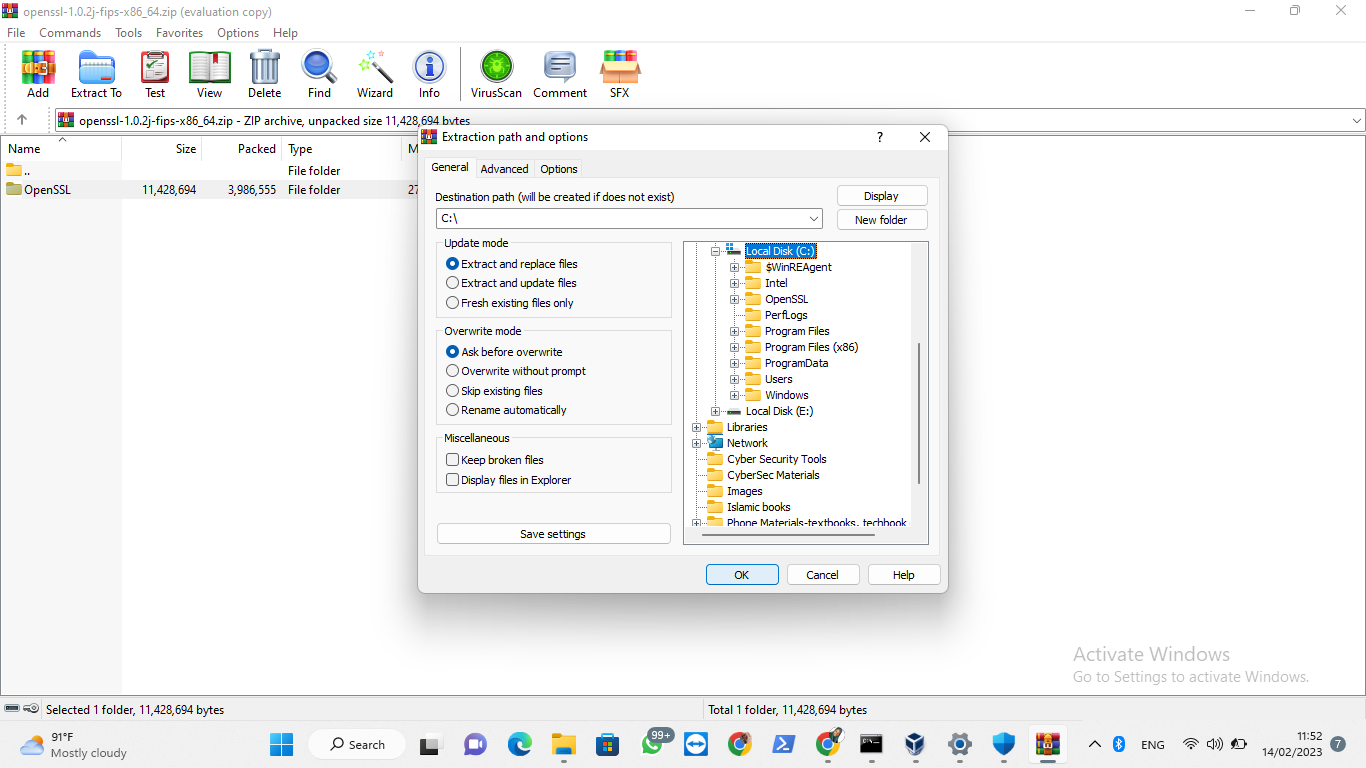 openssl-1.0.2j-fips-x86_64.zip (evaluation copy)
File Commands Tools Favorites Options Help
Add Extract To Test View Delete Find Wizard Info VirusScan Comment SFX
openssl-1.0.2j-fips-x86_64.zip - ZIP archive, unpacked size 11,428,694 bytes
Name Size Packed Type M
.. File folder
OpenSSL 11,428,694 3,986,555 File folder 27
Extraction path and options
General Advanced Options
Destination path (will be created if does not exist)
Display
C:\
New folder
Update mode
Extract and replace files
Extract and update files
Fresh existing files only
Overwrite mode
Ask before overwrite
Overwrite without prompt
Skip existing files
Rename automatically
Miscellaneous
Keep broken files
Display files in Explorer
Save settings
Local Disk (C:)
$WinREAgent
Intel
OpenSSL
PerfLogs
Program Files
Program Files (x86)
ProgramData
Users
Windows
Local Disk (E:)
Libraries
Network
Cyber Security Tools
CyberSec Materials
Images
Islamic books
Phone Materials-textbooks, techbook
OK Cancel Help
Activate Windows
Go to Settings to activate Windows.
Selected 1 folder, 11,428,694 bytes
Total 1 folder, 11,428,694 bytes
91°F
Mostly cloudy
Search
99+
ENG
11:52
14/02/2023
7